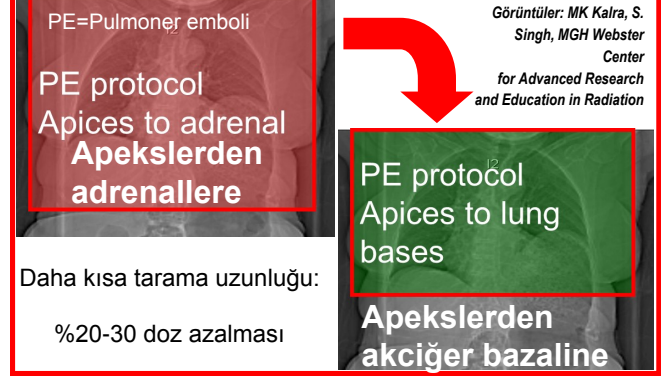 PE=Pulmoner emboli
PE protocol
Apices to adrenal
Apekslerden
adrenallere
Daha kısa tarama uzunluğu:
%20-30 doz azalması
Görüntüler: MK Kalra, S.
Singh, MGH Webster
Center
for Advanced Research
and Education in Radiation
PE protocol
Apices to lung
bases
Apekslerden
akciğer bazaline